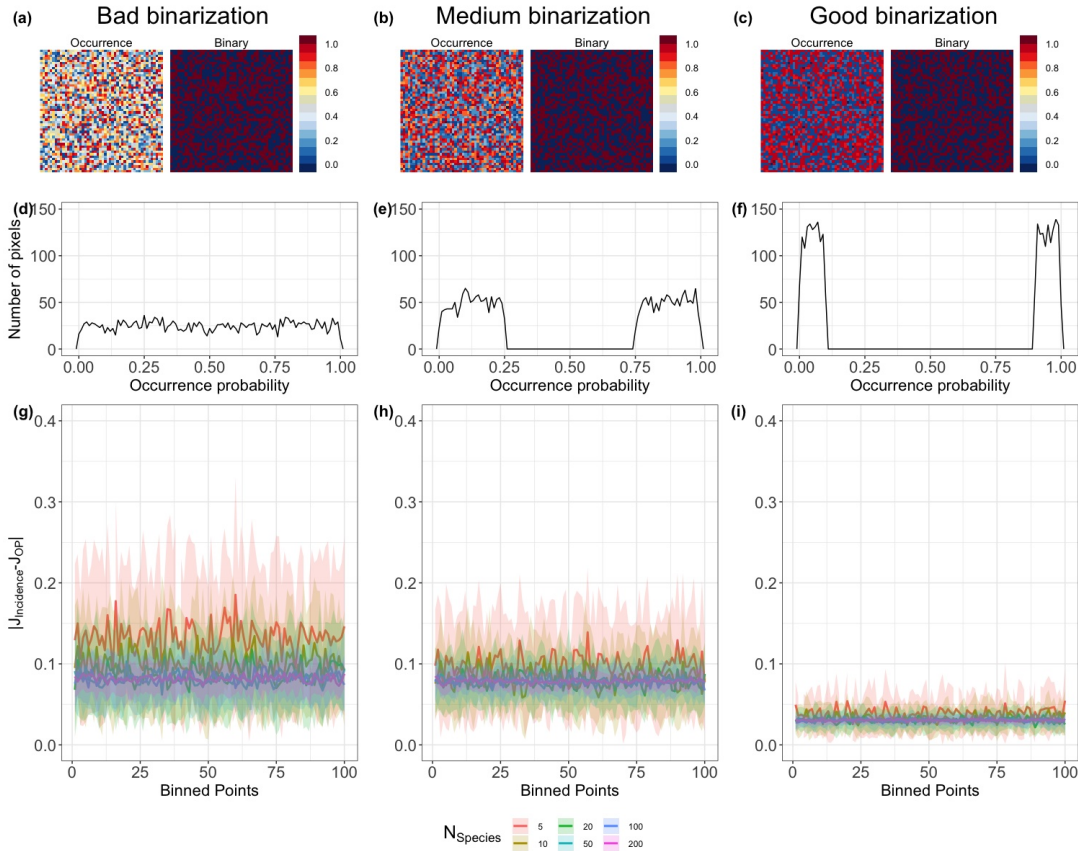 (a) Bad binarization (b) Medium binarization (c) Good binarization
Occurrence Binary Occurrence Binary Occurrence Binary
1.0 1.0 1.0
0.8 0.8 0.8
0.6 0.6 0.6
0.4 0.4 0.4
0.2 0.2 0.2
0.0 0.0 0.0
(d) (e) (f)
Number of pixels
150 150 150
100 100 100
50 50 50
0 0 0
0.00 0.25 0.50 0.75 1.00 0.00 0.25 0.50 0.75 1.00 0.00 0.25 0.50 0.75 1.00
Occurrence probability Occurrence probability Occurrence probability
(g) (h) (i)
|JIncidence-JOP|
0.4 0.4 0.4
0.3 0.3 0.3
0.2 0.2 0.2
0.1 0.1 0.1
0.0 0.0 0.0
0 25 50 75 100 0 25 50 75 100 0 25 50 75 100
Binned Points Binned Points Binned Points
NSpecies
5 20 100
10 50 200